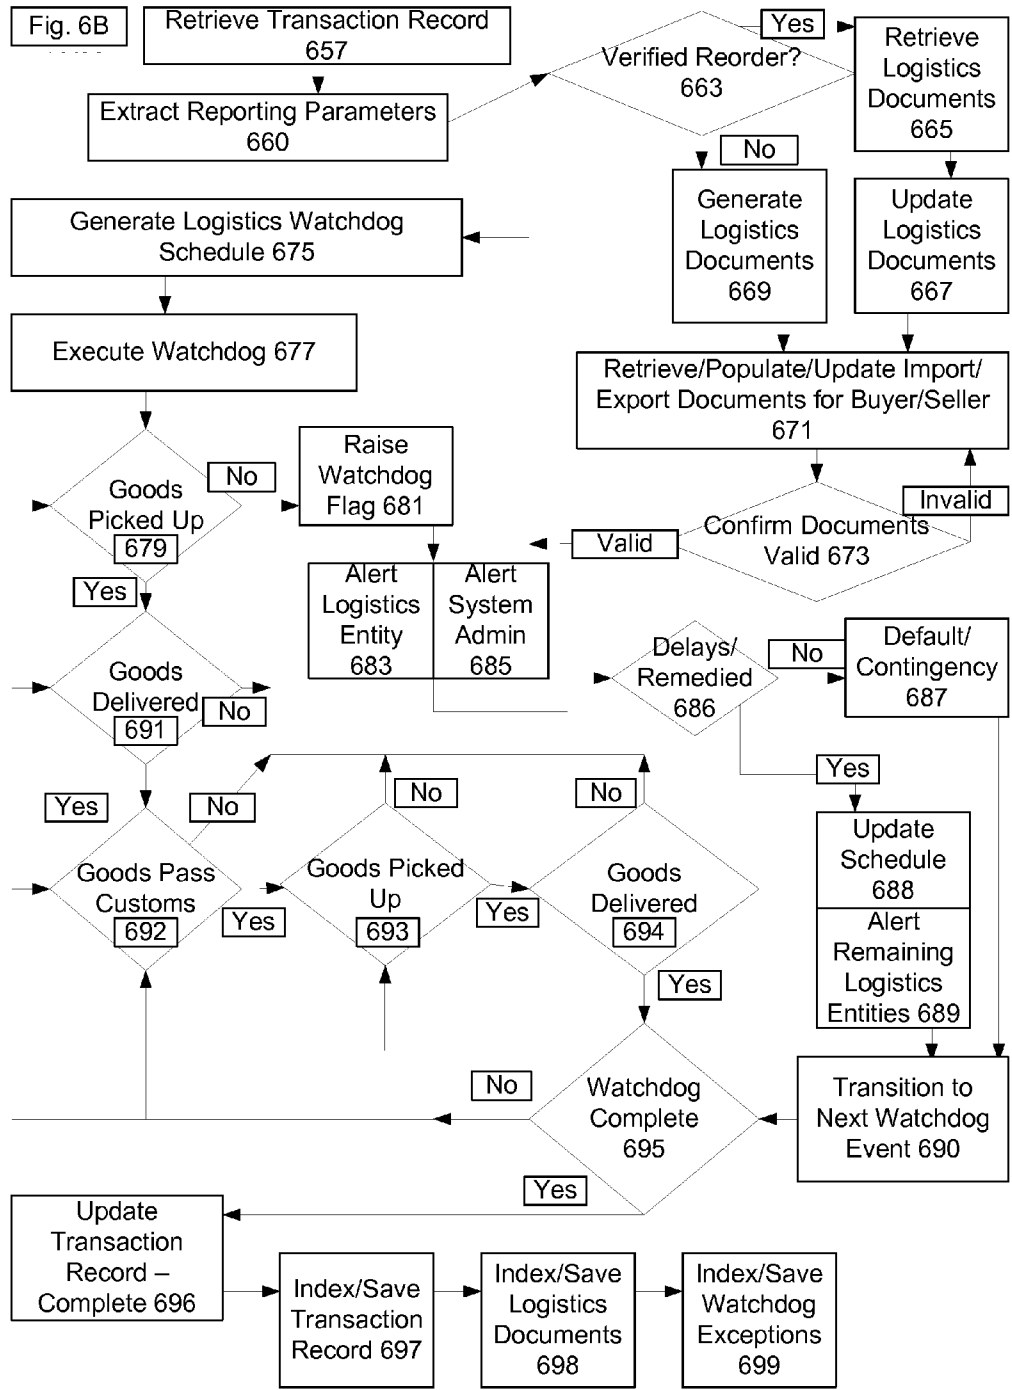 Fig. 6B
Retrieve Transaction Record
657
Extract Reporting Parameters
660
Verified Reorder?
663
Yes
Retrieve
Logistics
Documents
665
No
Generate
Logistics
Documents
669
Update
Logistics
Documents
667
Retrieve/Populate/Update Import/
Export Documents for Buyer/Seller
671
Confirm Documents
Valid 673
Invalid
Valid
Generate Logistics Watchdog
Schedule 675
Execute Watchdog 677
Goods
Picked Up
679
No
Raise
Watchdog
Flag 681
Alert
Logistics
Entity
683
Alert
System
Admin
685
Yes
Goods
Delivered
691
No
Delays/
Remedied
686
No
Default/
Contingency
687
Yes
Update
Schedule
688
Alert
Remaining
Logistics
Entities 689
Yes
No
Goods Pass
Customs
692
Yes
No
Goods Picked
Up
693
Yes
No
Goods
Delivered
694
Yes
Transition to
Next Watchdog
Event 690
Watchdog
Complete
695
No
Yes
Update
Transaction
Record –
Complete 696
Index/Save
Transaction
Record 697
Index/Save
Logistics
Documents
698
Index/Save
Watchdog
Exceptions
699